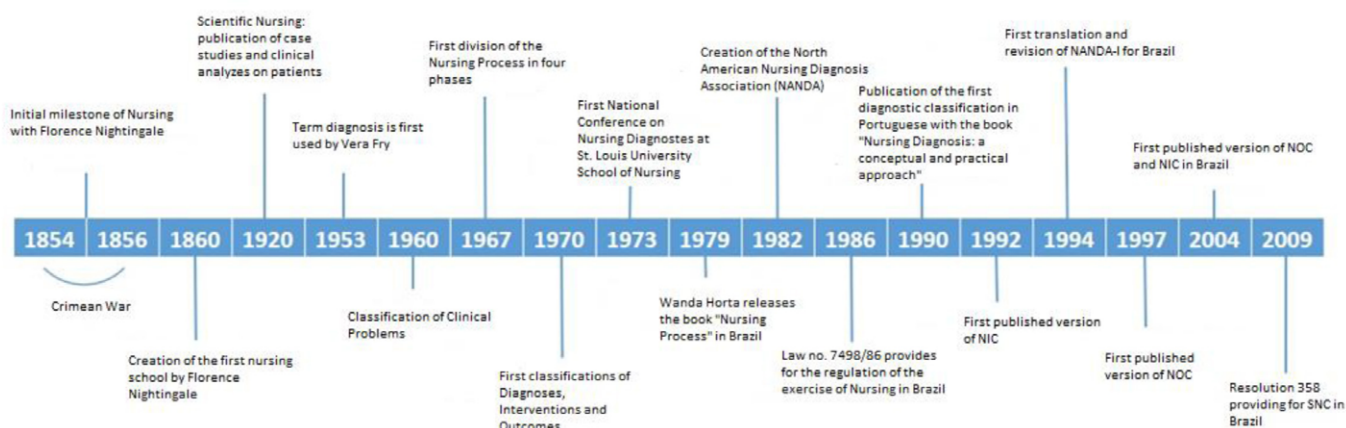 Scientific Nursing:
publication of case
studies and clinical
analyzes on patients
First division of the
Nursing Process in four
phases
Creation of the North
American Nursing Diagnosis
Association (NANDA)
First translation and
revision of NANDA-I for Brazil
Initial milestone of Nursing
with Florence Nightingale
Term diagnosis is first
used by Vera Fry
First National
Conference on
Nursing Diagnostes at
St. Louis University
School of Nursing
Publication of the first
diagnostic classification in
Portuguese with the book
"Nursing Diagnosis: a
conceptual and practical
approach"
First published version of NOC
and NIC in Brazil
1854 1856 1860 1920 1953 1960 1967 1970 1973 1979 1982 1986 1990 1992 1994 1997 2004 2009
Crimean War
Creation of the first nursing
school by Florence
Nightingale
Classification of Clinical
Problems
First classifications of
Diagnoses,
Interventions and
Outcomes
Wanda Horta releases
the book "Nursing
Process" in Brazil
Law no. 7498/86 provides
for the regulation of the
exercise of Nursing in Brazil
First published version
of NIC
First published
version of NOC
Resolution 358
providing for SNC in
Brazil